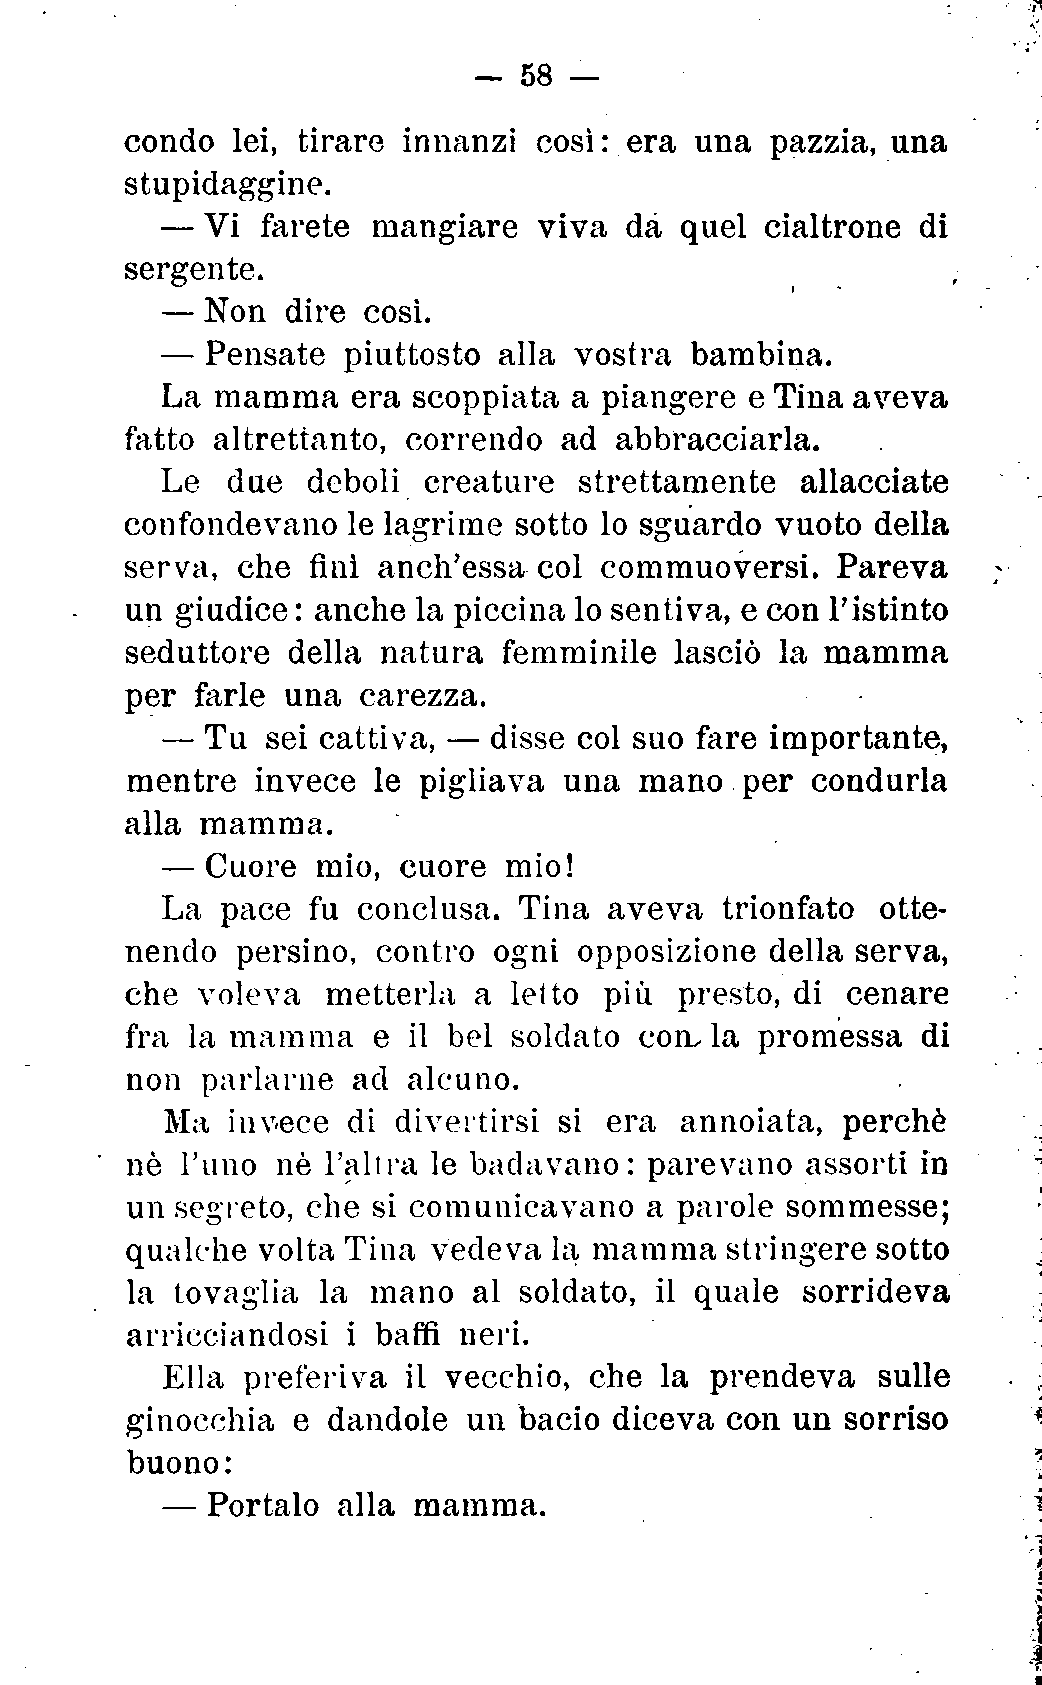 — 58 —
condo lei, tirare innanzi così: era una pazzia, una
stupidaggine.
— Vi farete mangiare viva da quel cialtrone di
sergente.
— Non dire così.
— Pensate piuttosto alla vostra bambina.
La mamma era scoppiata a piangere e Tina aveva
fatto altrettanto, correndo ad abbracciarla.
Le due deboli creature strettamente allacciate
confondevano le lagrime sotto lo sguardo vuoto della
serva, che finì anch'essa col commuoversi. Pareva
un giudice: anche la piccina lo sentiva, e con l'istinto
seduttore della natura femminile lasciò la mamma
per farle una carezza.
— Tu sei cattiva, — disse col suo fare importante,
mentre invece le pigliava una mano per condurla
alla mamma.
— Cuore mio, cuore mio!
La pace fu conclusa. Tina aveva trionfato otte-
nendo persino, contro ogni opposizione della serva,
che voleva metterla a letto più presto, di cenare
fra la mamma e il bel soldato con la promessa di
non parlarne ad alcuno.
Ma invece di divertirsi si era annoiata, perchè
nè l'uno nè l'altra le badavano: parevano assorti in
un segreto, che si comunicavano a parole sommesse;
qualche volta Tina vedeva la mamma stringere sotto
la tovaglia la mano al soldato, il quale sorrideva
arricciandosi i baffi neri.
Ella preferiva il vecchio, che la prendeva sulle
ginocchia e dandole un bacio diceva con un sorriso
buono:
— Portalo alla mamma.